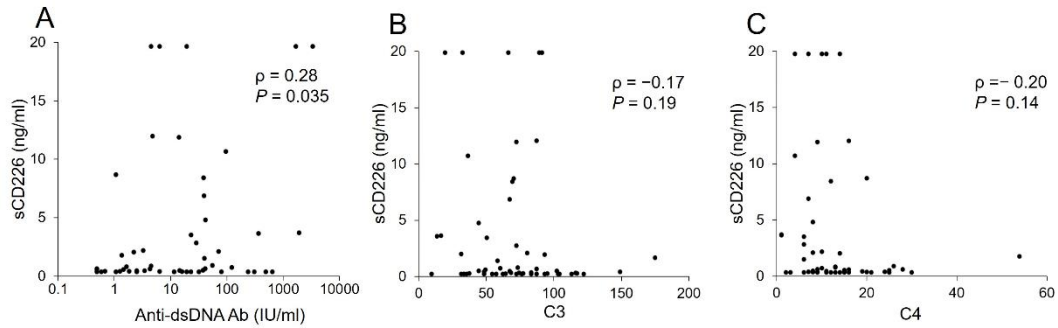 A
B
C
20
15
10
5
0
sCD226 (ng/ml)
ρ = 0.28
P = 0.035
0.1
1
10
100
1000
10000
Anti-dsDNA Ab (IU/ml)
20
15
10
5
0
sCD226 (ng/ml)
ρ = −0.17
P = 0.19
0
50
100
150
200
C3
20
15
10
5
0
sCD226 (ng/ml)
ρ =− 0.20
P = 0.14
0
20
40
60
C4